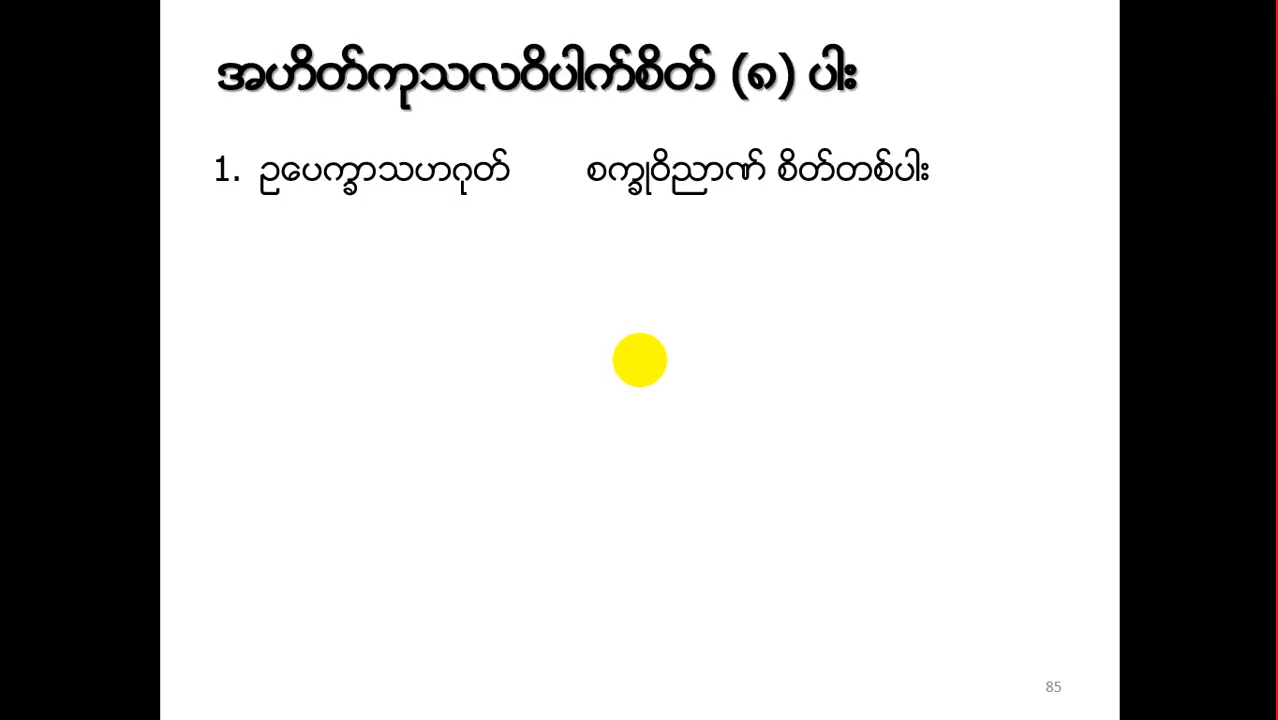 အဟိတ်ကုသလဝိပါက်စိတ် (၈) ပါး
1. ဥပေက္ခာသဟဂုတ် စက္ခုဝိညာဏ် စိတ်တစ်ပါး
85